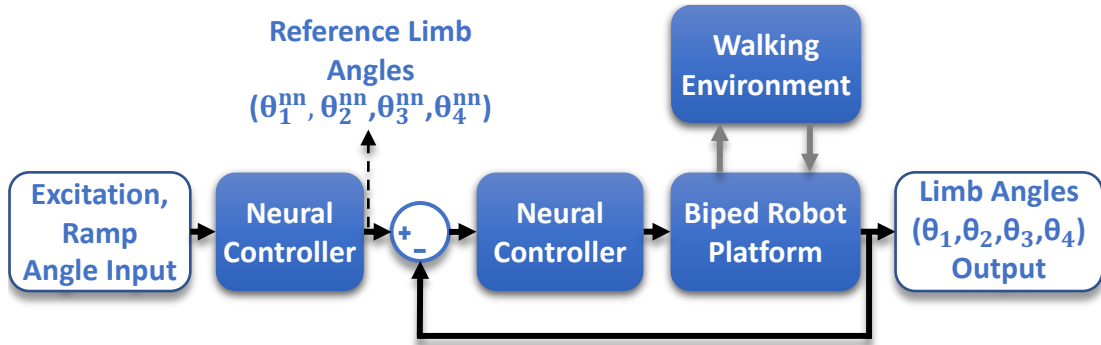 Reference Limb
Angles
(θ₁ⁿⁿ, θ₂ⁿⁿ,θ₃ⁿⁿ,θ₄ⁿⁿ)
Walking
Environment
Excitation,
Ramp
Angle Input
Neural
Controller
+
−
Neural
Controller
Biped Robot
Platform
Limb Angles
(θ₁,θ₂,θ₃,θ₄)
Output